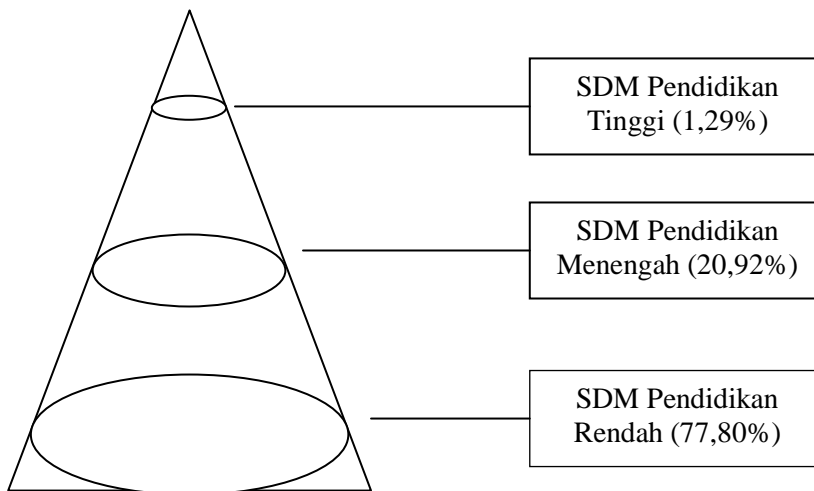 SDM Pendidikan
Tinggi (1,29%)
SDM Pendidikan
Menengah (20,92%)
SDM Pendidikan
Rendah (77,80%)